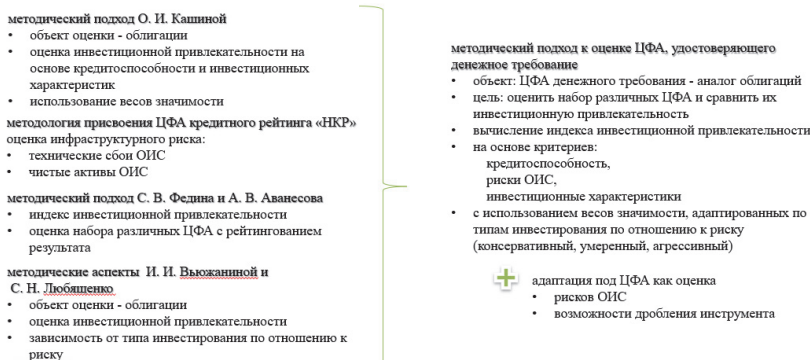 методический подход О. И. Кашиной
• объект оценки - облигации
• оценка инвестиционной привлекательности на
основе кредитоспособности и инвестиционных
характеристик
• использование весов значимости
методология присвоения ЦФА кредитного рейтинга «НКР»
оценка инфраструктурного риска:
• технические сбои ОИС
• чистые активы ОИС
методический подход С. В. Федина и А. В. Аванесова
• индекс инвестиционной привлекательности
• оценка набора различных ЦФА с рейтингованием
результата
методические аспекты И. И. Вьюжаниной и
С. Н. Любященко
• объект оценки - облигации
• оценка инвестиционной привлекательности
• зависимость от типа инвестирования по отношению к
риску
методический подход к оценке ЦФА, удостоверяющего
денежное требование
• объект: ЦФА денежного требования - аналог облигаций
• цель: оценить набор различных ЦФА и сравнить их
инвестиционную привлекательность
• вычисление индекса инвестиционной привлекательности
• на основе критериев:
кредитоспособность,
риски ОИС,
инвестиционные характеристики
• с использованием весов значимости, адаптированных по
типам инвестирования по отношению к риску
(консервативный, умеренный, агрессивный)
адаптация под ЦФА как оценка
• рисков ОИС
• возможности дробления инструмента